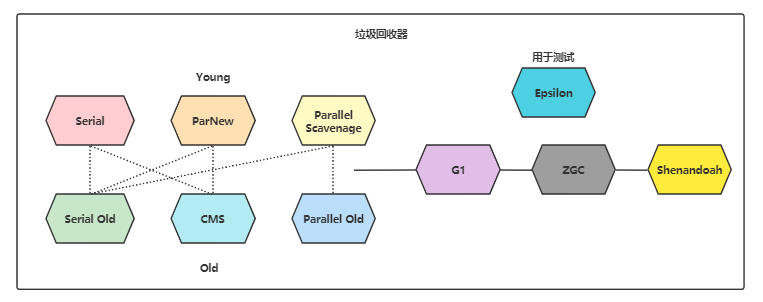 垃圾回收器
用于测试
Young
Epsilon
Serial
ParNew
Parallel
Scavenage
G1
ZGC
Shenandoah
Serial Old
CMS
Parallel Old
Old